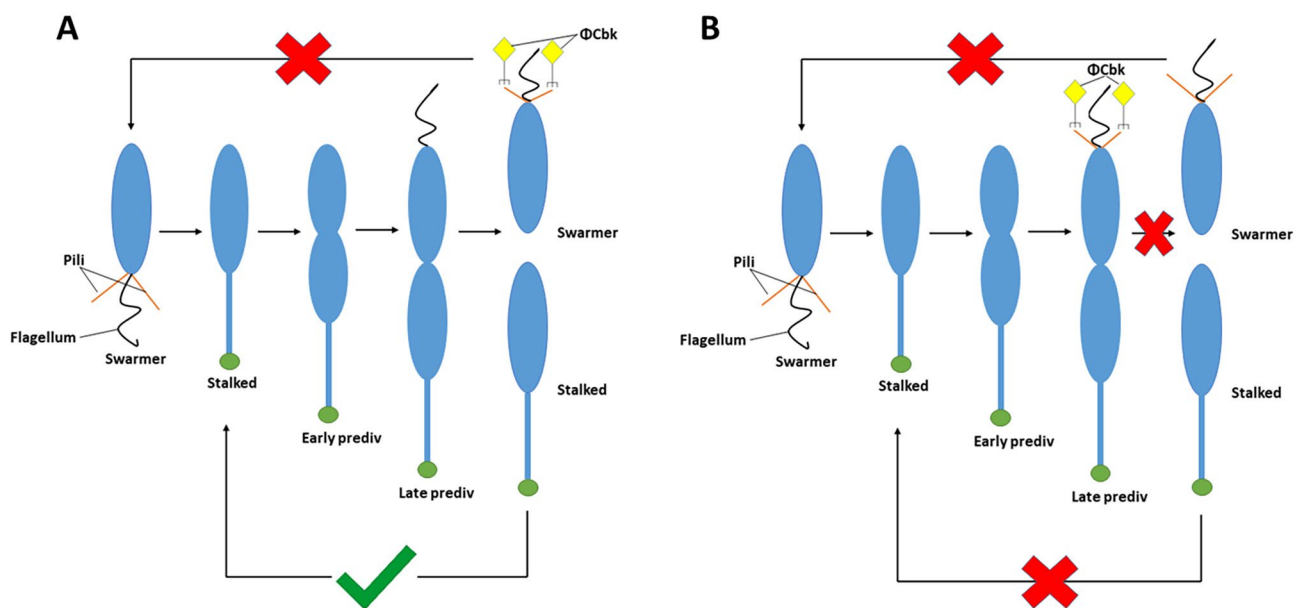 A
ΦCbk
Swarmer
Pili
Flagellum
Swarmer
Stalked
Stalked
Early prediv
Late prediv
B
ΦCbk
Swarmer
Pili
Flagellum
Swarmer
Stalked
Stalked
Early prediv
Late prediv